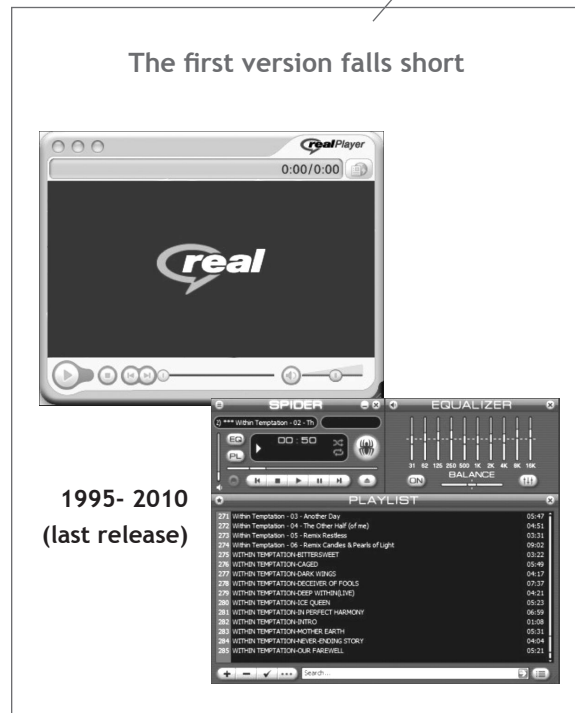 The first version falls short
realPlayer
0:00/0:00
real
SPIDER
EQUALIZER
2) *** Within Temptation - 02 - Th
EQ
00:50
PL
31 62 125 250 500 1K 2K 4K 9K 16K
ON
BALANCE
PLAYLIST
271 Within Temptation - 03 - Another Day 05:47
272 Within Temptation - 04 - The Other Half (of me) 04:51
273 Within Temptation - 05 - Remix Restless 03:31
274 Within Temptation - 06 - Remix Candles & Pearls of Light 09:02
275 WITHIN TEMPTATION-BITTERSWEET 03:22
276 WITHIN TEMPTATION-CAGED 05:49
277 WITHIN TEMPTATION-DARK WINGS 04:17
278 WITHIN TEMPTATION-DECEIVER OF FOOLS 07:37
279 WITHIN TEMPTATION-DEEP WITHIN(LIVE) 04:21
280 WITHIN TEMPTATION-ICE QUEEN 05:23
281 WITHIN TEMPTATION-IN PERFECT HARMONY 06:59
282 WITHIN TEMPTATION-INTRO 01:08
283 WITHIN TEMPTATION-MOTHER EARTH 05:31
284 WITHIN TEMPTATION-NEVER-ENDING STORY 04:04
285 WITHIN TEMPTATION-OUR FAREWELL 05:21
Search...
1995- 2010
(last release)